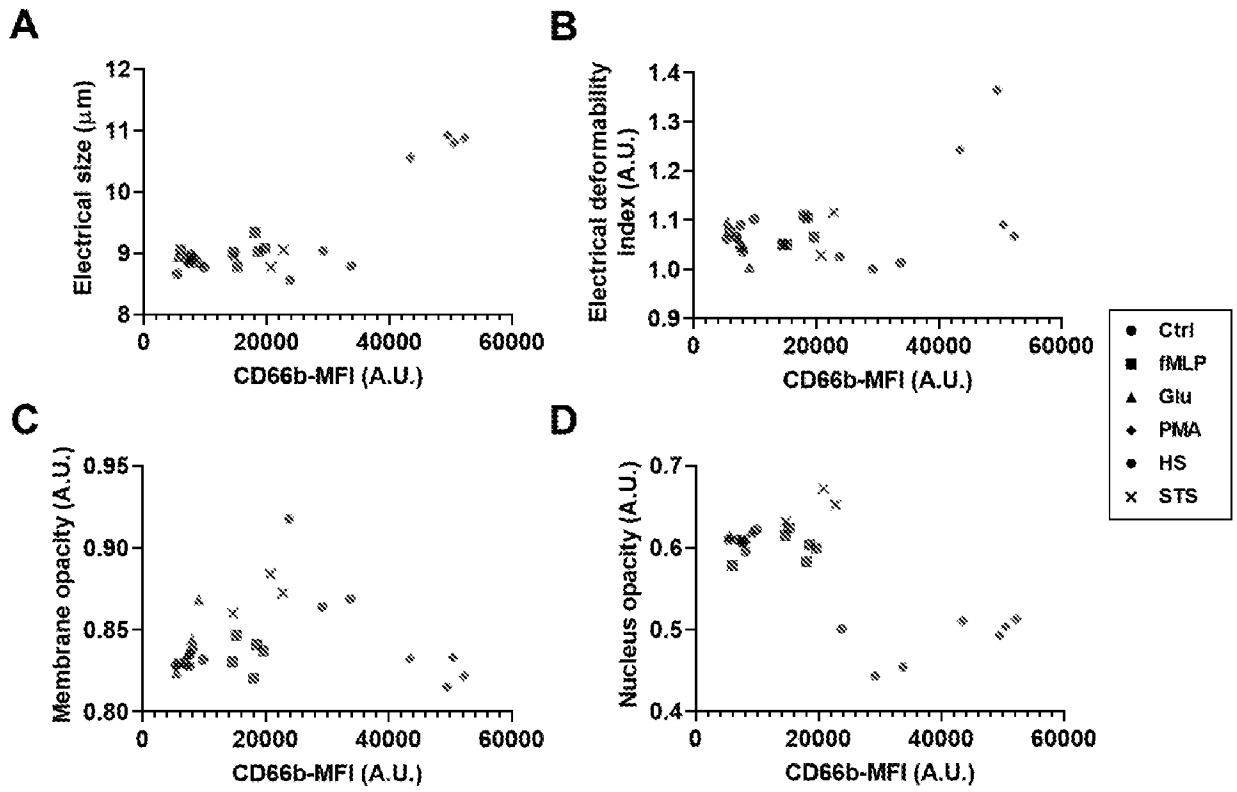 A
Electrical size (μm)
12
11
10
9
8
0 20000 40000 60000
CD66b-MFI (A.U.)
B
Electrical deformability
index (A.U.)
1.4
1.3
1.2
1.1
1.0
0.9
0 20000 40000 60000
CD66b-MFI (A.U.)
Ctrl
fMLP
Glu
PMA
HS
STS
C
Membrane opacity (A.U.)
0.95
0.90
0.85
0.80
0 20000 40000 60000
CD66b-MFI (A.U.)
D
Nucleus opacity (A.U.)
0.7
0.6
0.5
0.4
0 20000 40000 60000
CD66b-MFI (A.U.)